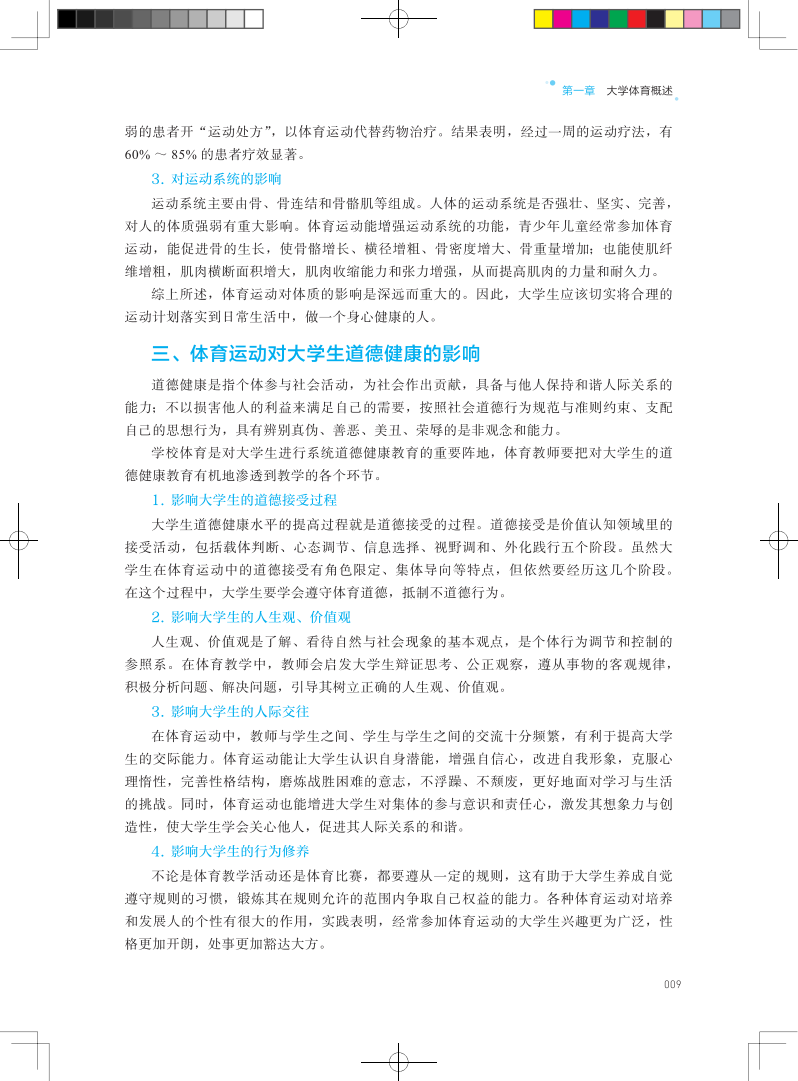 第一章 大学体育概述
弱的患者开“运动处方”，以体育运动代替药物治疗。结果表明，经过一周的运动疗法，有
60% ～ 85% 的患者疗效显著。
3. 对运动系统的影响
运动系统主要由骨、骨连结和骨骼肌等组成。人体的运动系统是否强壮、坚实、完善，
对人的体质强弱有重大影响。体育运动能增强运动系统的功能，青少年儿童经常参加体育
运动，能促进骨的生长，使骨骼增长、横径增粗、骨密度增大、骨重量增加；也能使肌纤
维增粗，肌肉横断面积增大，肌肉收缩能力和张力增强，从而提高肌肉的力量和耐久力。
综上所述，体育运动对体质的影响是深远而重大的。因此，大学生应该切实将合理的
运动计划落实到日常生活中，做一个身心健康的人。
三、体育运动对大学生道德健康的影响
道德健康是指个体参与社会活动，为社会作出贡献，具备与他人保持和谐人际关系的
能力；不以损害他人的利益来满足自己的需要，按照社会道德行为规范与准则约束、支配
自己的思想行为，具有辨别真伪、善恶、美丑、荣辱的是非观念和能力。
学校体育是对大学生进行系统道德健康教育的重要阵地，体育教师要把对大学生的道
德健康教育有机地渗透到教学的各个环节。
1. 影响大学生的道德接受过程
大学生道德健康水平的提高过程就是道德接受的过程。道德接受是价值认知领域里的
接受活动，包括载体判断、心态调节、信息选择、视野调和、外化践行五个阶段。虽然大
学生在体育运动中的道德接受有角色限定、集体导向等特点，但依然要经历这几个阶段。
在这个过程中，大学生要学会遵守体育道德，抵制不道德行为。
2. 影响大学生的人生观、价值观
人生观、价值观是了解、看待自然与社会现象的基本观点，是个体行为调节和控制的
参照系。在体育教学中，教师会启发大学生辩证思考、公正观察，遵从事物的客观规律，
积极分析问题、解决问题，引导其树立正确的人生观、价值观。
3. 影响大学生的人际交往
在体育运动中，教师与学生之间、学生与学生之间的交流十分频繁，有利于提高大学
生的交际能力。体育运动能让大学生认识自身潜能，增强自信心，改进自我形象，克服心
理惰性，完善性格结构，磨炼战胜困难的意志，不浮躁、不颓废，更好地面对学习与生活
的挑战。同时，体育运动也能增进大学生对集体的参与意识和责任心，激发其想象力与创
造性，使大学生学会关心他人，促进其人际关系的和谐。
4. 影响大学生的行为修养
不论是体育教学活动还是体育比赛，都要遵从一定的规则，这有助于大学生养成自觉
遵守规则的习惯，锻炼其在规则允许的范围内争取自己权益的能力。各种体育运动对培养
和发展人的个性有很大的作用，实践表明，经常参加体育运动的大学生兴趣更为广泛，性
格更加开朗，处事更加豁达大方。
009